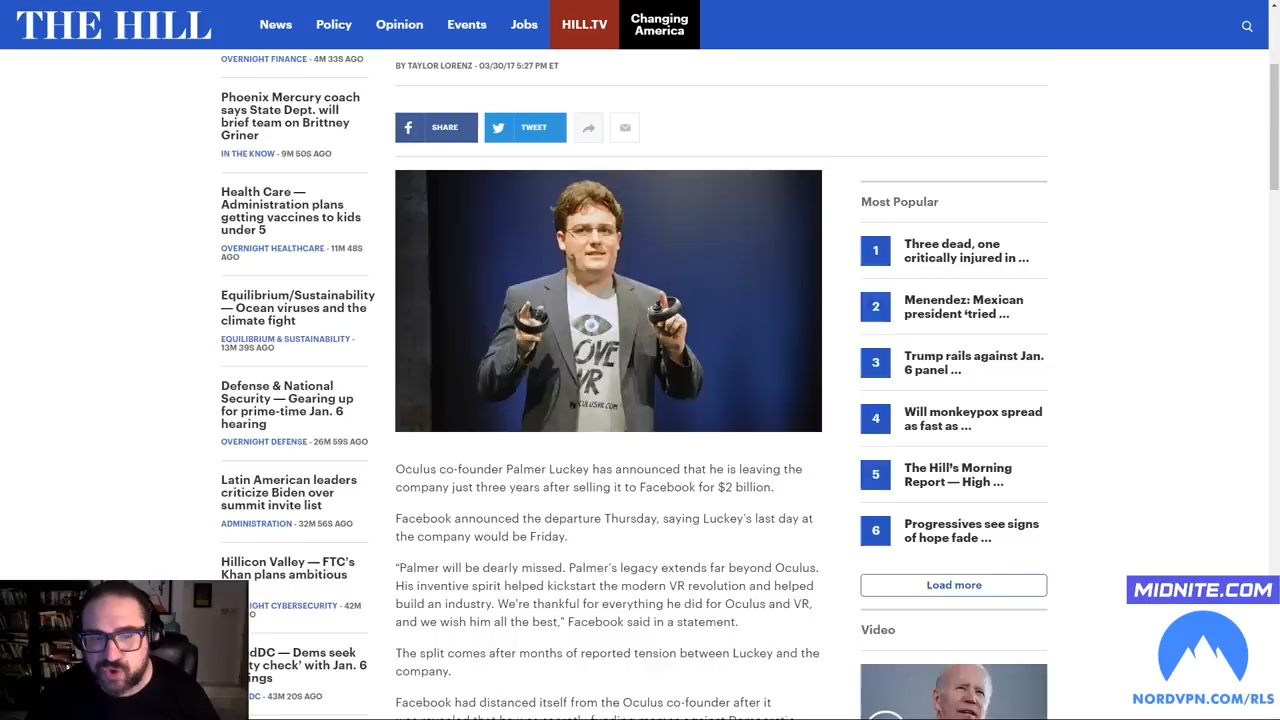 THE HILL
News
Policy
Opinion
Events
Jobs
HILL.TV
Changing
America
OVERNIGHT FINANCE - 4M 33S AGO
Phoenix Mercury coach
says State Dept. will
brief team on Brittney
Griner
IN THE KNOW - 9M 50S AGO
Health Care —
Administration plans
getting vaccines to kids
under 5
OVERNIGHT HEALTHCARE - 11M 48S
AGO
Equilibrium/Sustainability
— Ocean viruses and the
climate fight
EQUILIBRIUM & SUSTAINABILITY -
13M 39S AGO
Defense & National
Security — Gearing up
for prime-time Jan. 6
hearing
OVERNIGHT DEFENSE - 26M 59S AGO
Latin American leaders
criticize Biden over
summit invite list
ADMINISTRATION - 32M 56S AGO
Hillicon Valley — FTC's
Khan plans ambitious
IGHT CYBERSECURITY - 42M
O
dDC — Dems seek
ty check' with Jan. 6
ings
DC - 43M 20S AGO
BY TAYLOR LORENZ - 03/30/17 5:27 PM ET
SHARE
TWEET
OVE
VR
Oculus co-founder Palmer Luckey has announced that he is leaving the
company just three years after selling it to Facebook for $2 billion.
Facebook announced the departure Thursday, saying Luckey's last day at
the company would be Friday.
"Palmer will be dearly missed. Palmer's legacy extends far beyond Oculus.
His inventive spirit helped kickstart the modern VR revolution and helped
build an industry. We're thankful for everything he did for Oculus and VR,
and we wish him all the best," Facebook said in a statement.
The split comes after months of reported tension between Luckey and the
company.
Facebook had distanced itself from the Oculus co-founder after it
Most Popular
1
Three dead, one
critically injured in ...
2
Menendez: Mexican
president 'tried ...
3
Trump rails against Jan.
6 panel ...
4
Will monkeypox spread
as fast as ...
5
The Hill's Morning
Report — High ...
6
Progressives see signs
of hope fade ...
Load more
Video
MIDNITE.COM
NORDVPN.COM/RLS